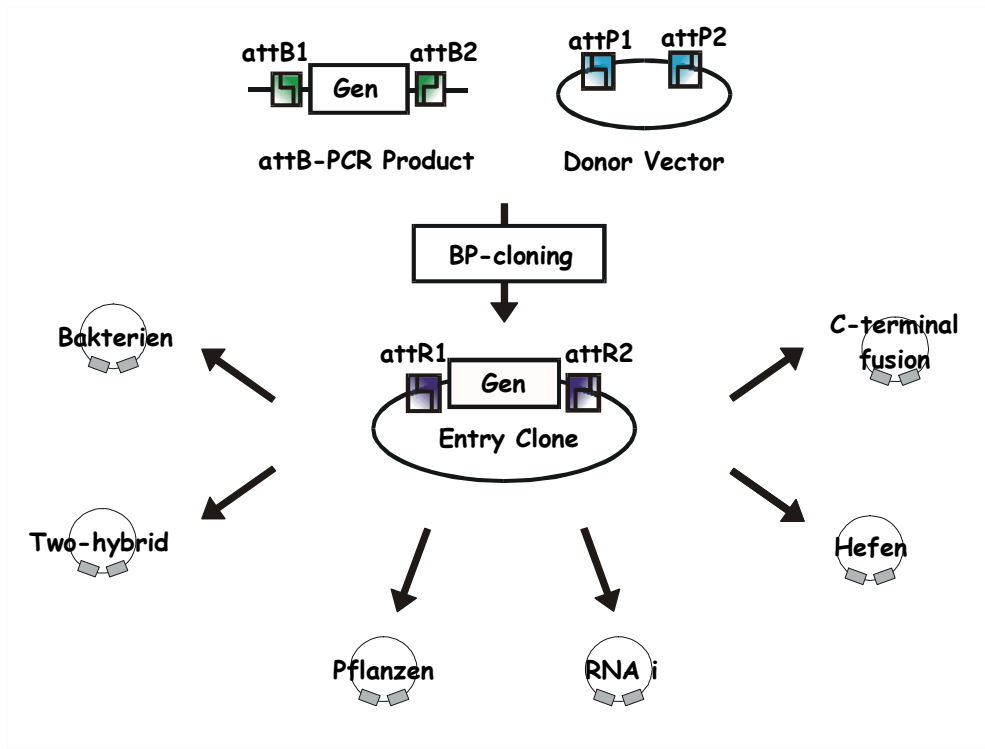 attB1
attB2
attP1
attP2
Gen
attB-PCR Product
Donor Vector
BP-cloning
Bakterien
C-terminal
fusion
attR1
attR2
Gen
Entry Clone
Two-hybrid
Hefen
Pflanzen
RNA i